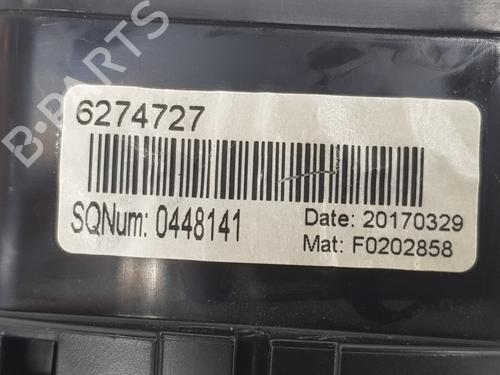 B-PARTS
6274727
SQNum: 0448141
Date: 20170329
Mat: F0202858